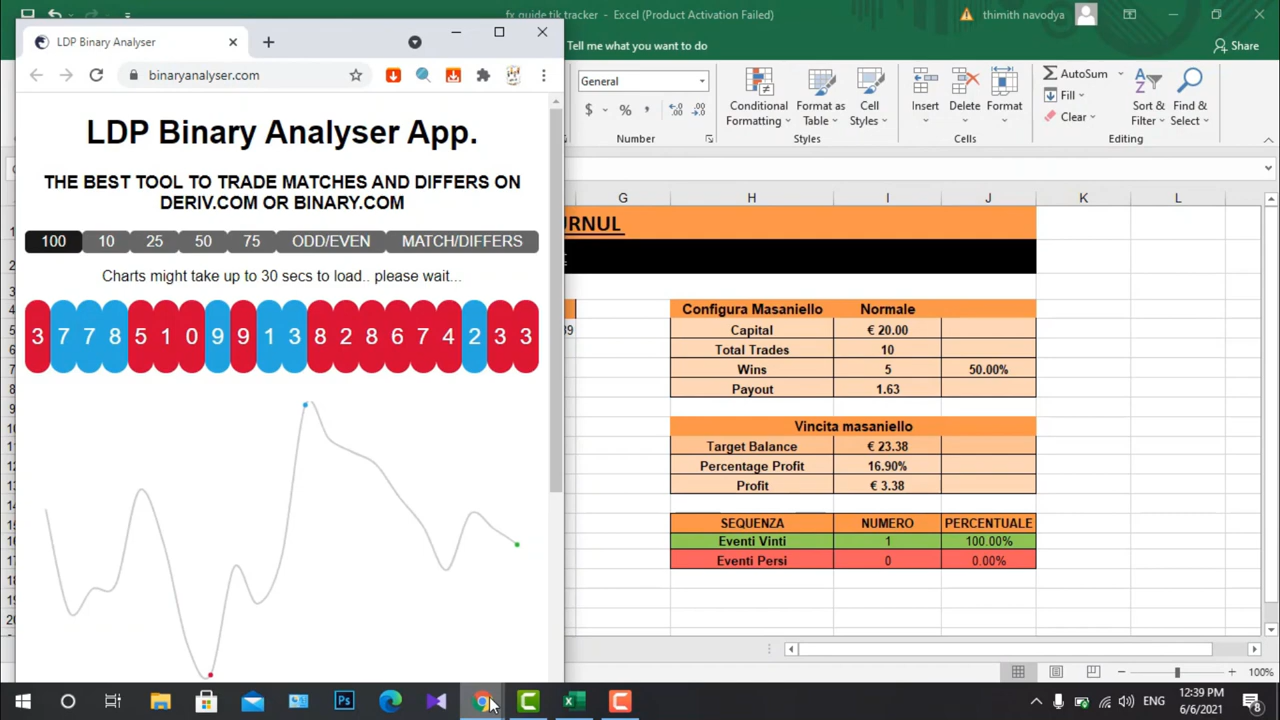 fx guide tik tracker - Excel (Product Activation Failed)
thimith navodya
LDP Binary Analyser
Tell me what you want to do
Share
binaryanalyser.com
General
$ % ,
Conditional Formatting
Format as Table
Cell Styles
Insert
Delete
Format
AutoSum
Fill
Clear
Sort & Filter
Find & Select
Number
Styles
Cells
Editing
LDP Binary Analyser App.
THE BEST TOOL TO TRADE MATCHES AND DIFFERS ON
DERIV.COM OR BINARY.COM
100 10 25 50 75 ODD/EVEN MATCH/DIFFERS
Charts might take up to 30 secs to load.. please wait...
3 7 7 8 5 1 0 9 9 1 3 8 2 8 6 7 4 2 3 3
G H I J K L
URNUL
Configura Masaniello Normale
Capital € 20.00
Total Trades 10
Wins 5 50.00%
Payout 1.63
Vincita masaniello
Target Balance € 23.38
Percentage Profit 16.90%
Profit € 3.38
SEQUENZA NUMERO PERCENTUALE
Eventi Vinti 1 100.00%
Eventi Persi 0 0.00%
100%
Ps
ENG
12:39 PM
6/6/2021
8